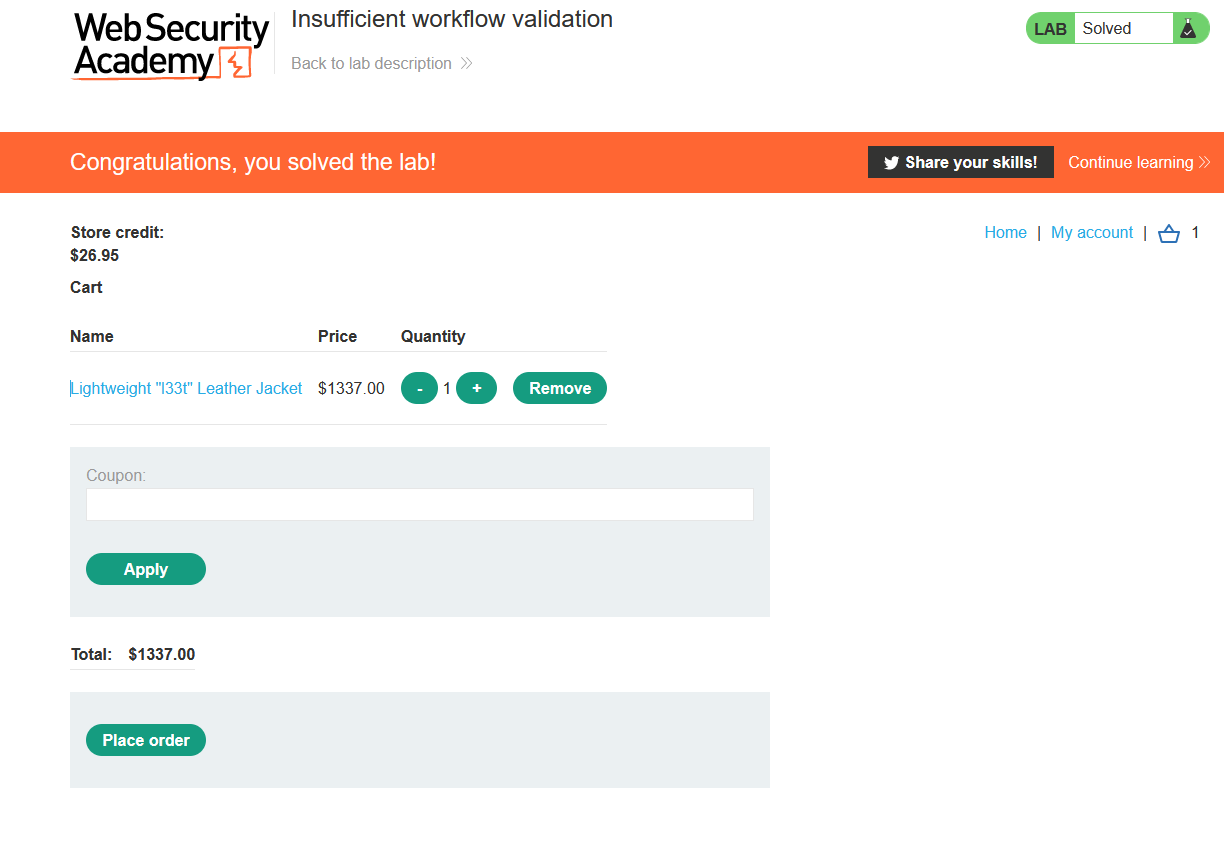 Web Security
Academy
Insufficient workflow validation
Back to lab description
LAB Solved
Congratulations, you solved the lab!
Share your skills!
Continue learning
Store credit:
$26.95
Home | My account | 1
Cart
Name Price Quantity
Lightweight "l33t" Leather Jacket $1337.00 - 1 + Remove
Coupon:
Apply
Total: $1337.00
Place order